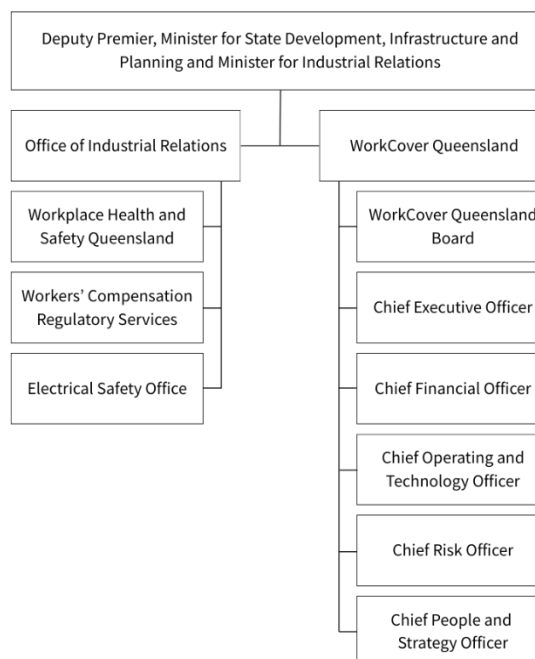 Deputy Premier, Minister for State Development, Infrastructure and
Planning and Minister for Industrial Relations
Office of Industrial Relations
WorkCover Queensland
Workplace Health and
Safety Queensland
Workers’ Compensation
Regulatory Services
Electrical Safety Office
WorkCover Queensland
Board
Chief Executive Officer
Chief Financial Officer
Chief Operating and
Technology Officer
Chief Risk Officer
Chief People and
Strategy Officer